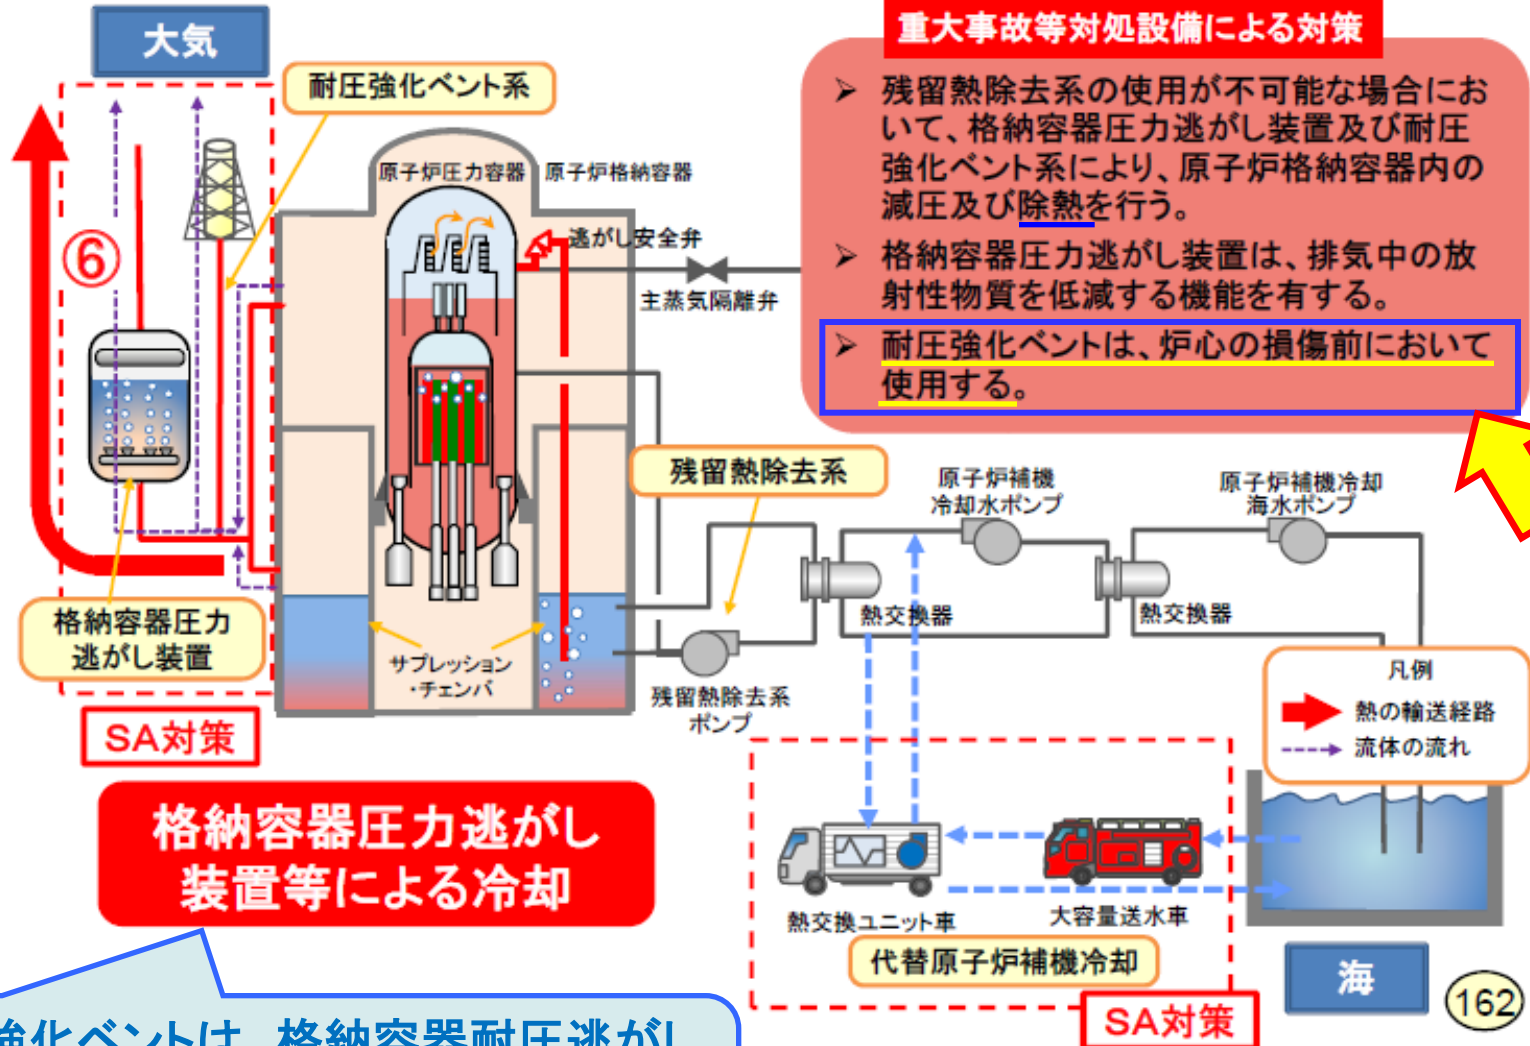 大気
耐圧強化ベント系
重大事故等対処設備による対策
➢ 残留熱除去系の使用が不可能な場合にお
いて、格納容器圧力逃がし装置及び耐圧
強化ベント系により、原子炉格納容器内の
減圧及び除熱を行う。
➢ 格納容器圧力逃がし装置は、排気中の放
射性物質を低減する機能を有する。
➢ 耐圧強化ベントは、炉心の損傷前において
使用する。
原子炉圧力容器
原子炉格納容器
逃がし安全弁
主蒸気隔離弁
⑥
残留熱除去系
原子炉補機
冷却水ポンプ
原子炉補機冷却
海水ポンプ
熱交換器
熱交換器
格納容器圧力
逃がし装置
サプレッション
・チェンバ
残留熱除去系
ポンプ
凡例
熱の輸送経路
流体の流れ
SA対策
格納容器圧力逃がし
装置等による冷却
熱交換ユニット車
大容量送水車
代替原子炉補機冷却
SA対策
海
162
強化ベントは、格納容器耐圧逃がし